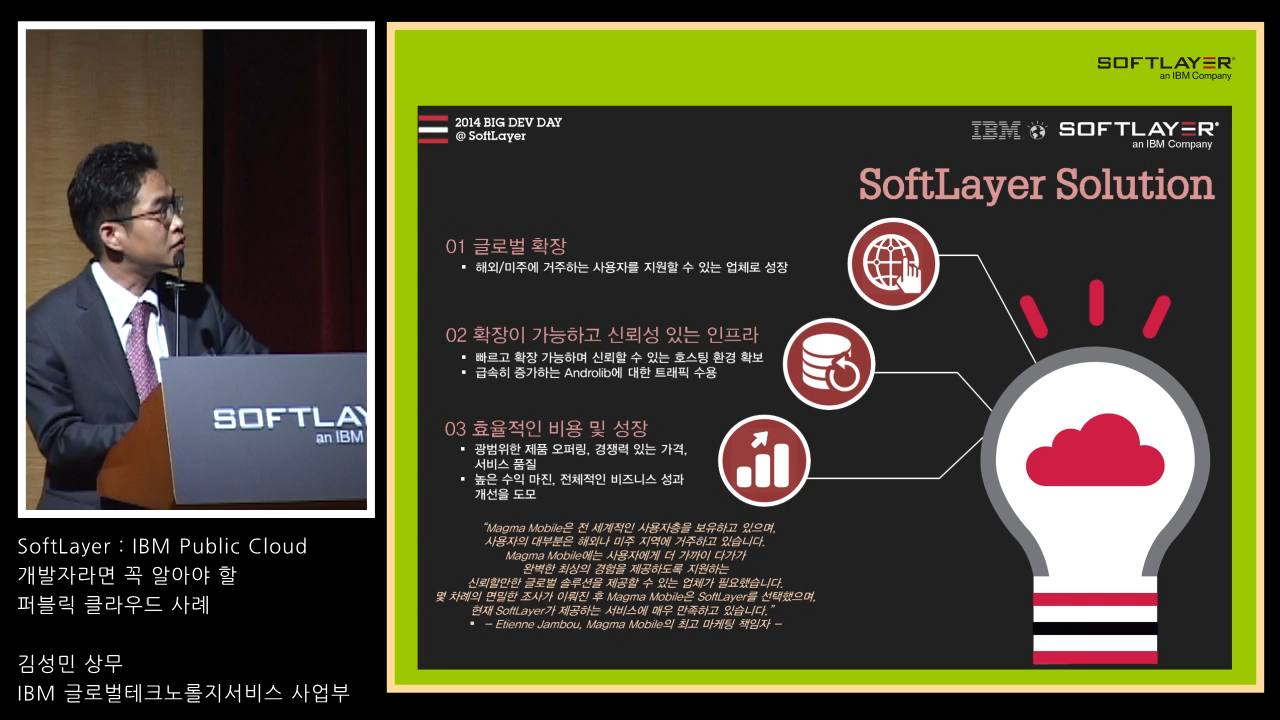 SOFTLAYER
an IBM
SoftLayer : IBM Public Cloud
개발자라면 꼭 알아야 할
퍼블릭 클라우드 사례
김성민 상무
IBM 글로벌테크노롤지서비스 사업부
SOFTLAYER
an IBM Company
2014 BIG DEV DAY
@ SoftLayer
IBM SOFTLAYER
an IBM Company
SoftLayer Solution
01 글로벌 확장
▪ 해외/미주에 거주하는 사용자를 지원할 수 있는 업체로 성장
02 확장이 가능하고 신뢰성 있는 인프라
▪ 빠르고 확장 가능하며 신뢰할 수 있는 호스팅 환경 확보
▪ 급속히 증가하는 Androlib에 대한 트래픽 수용
03 효율적인 비용 및 성장
▪ 광범위한 제품 오퍼링, 경쟁력 있는 가격,
서비스 품질
▪ 높은 수익 마진, 전체적인 비즈니스 성과
개선을 도모
“Magma Mobile은 전 세계적인 사용자층을 보유하고 있으며,
사용자의 대부분은 해외나 미주 지역에 거주하고 있습니다.
Magma Mobile에는 사용자에게 더 가까이 다가가
완벽한 최상의 경험을 제공하도록 지원하는
신뢰할만한 글로벌 솔루션을 제공할 수 있는 업체가 필요했습니다.
몇 차례의 면밀한 조사가 이뤄진 후 Magma Mobile은 SoftLayer를 선택했으며,
현재 SoftLayer가 제공하는 서비스에 매우 만족하고 있습니다.”
▪ – Etienne Jambou, Magma Mobile의 최고 마케팅 책임자 –